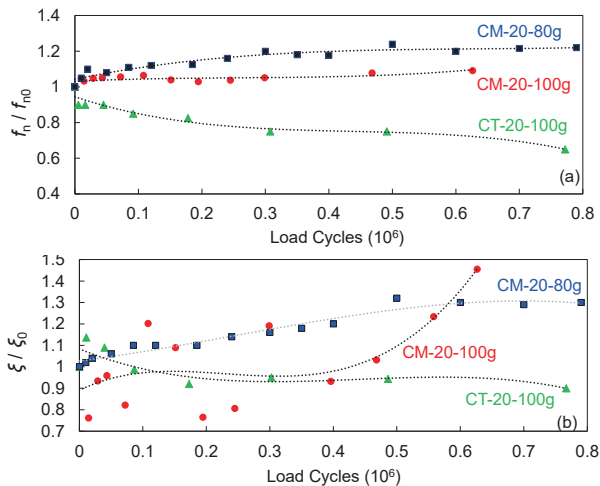 1.4
1.2
1
0.8
0.6
0.4
fn / fn0
CM-20-80g
CM-20-100g
CT-20-100g
(a)
0 0.1 0.2 0.3 0.4 0.5 0.6 0.7 0.8
Load Cycles (10⁶)
1.5
1.4
1.3
1.2
1.1
1
0.9
0.8
0.7
ξ / ξ0
CM-20-80g
CM-20-100g
CT-20-100g
(b)
0 0.1 0.2 0.3 0.4 0.5 0.6 0.7 0.8
Load Cycles (10⁶)